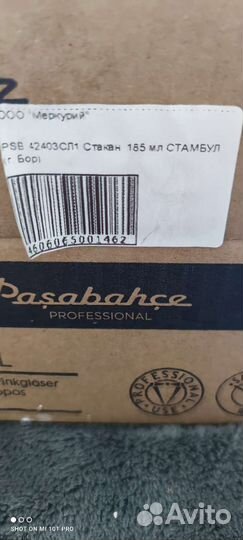 ООО "Меркурий"
PSB 42403СЛ1 Стакан 185 мл СТАМБУЛ
(г. Бор)
4606065001462
Paşabahçe
PROFESSIONAL
PROFESSIONAL
USE
SHOT ON MI 10T PRO
Avito